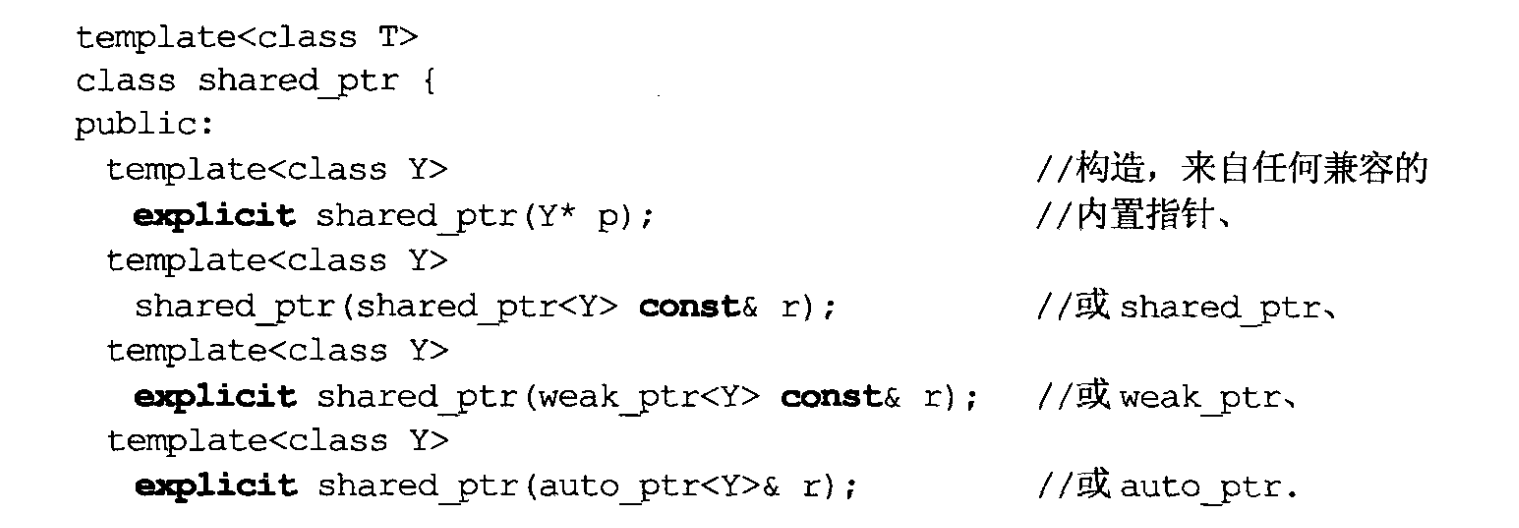 template<class T>
class shared_ptr {
public:
template<class Y> //构造，来自任何兼容的
explicit shared_ptr(Y* p); //内置指针、
template<class Y>
shared_ptr(shared_ptr<Y> const& r); //或 shared_ptr、
template<class Y>
explicit shared_ptr(weak_ptr<Y> const& r); //或 weak_ptr、
template<class Y>
explicit shared_ptr(auto_ptr<Y>& r); //或 auto_ptr.